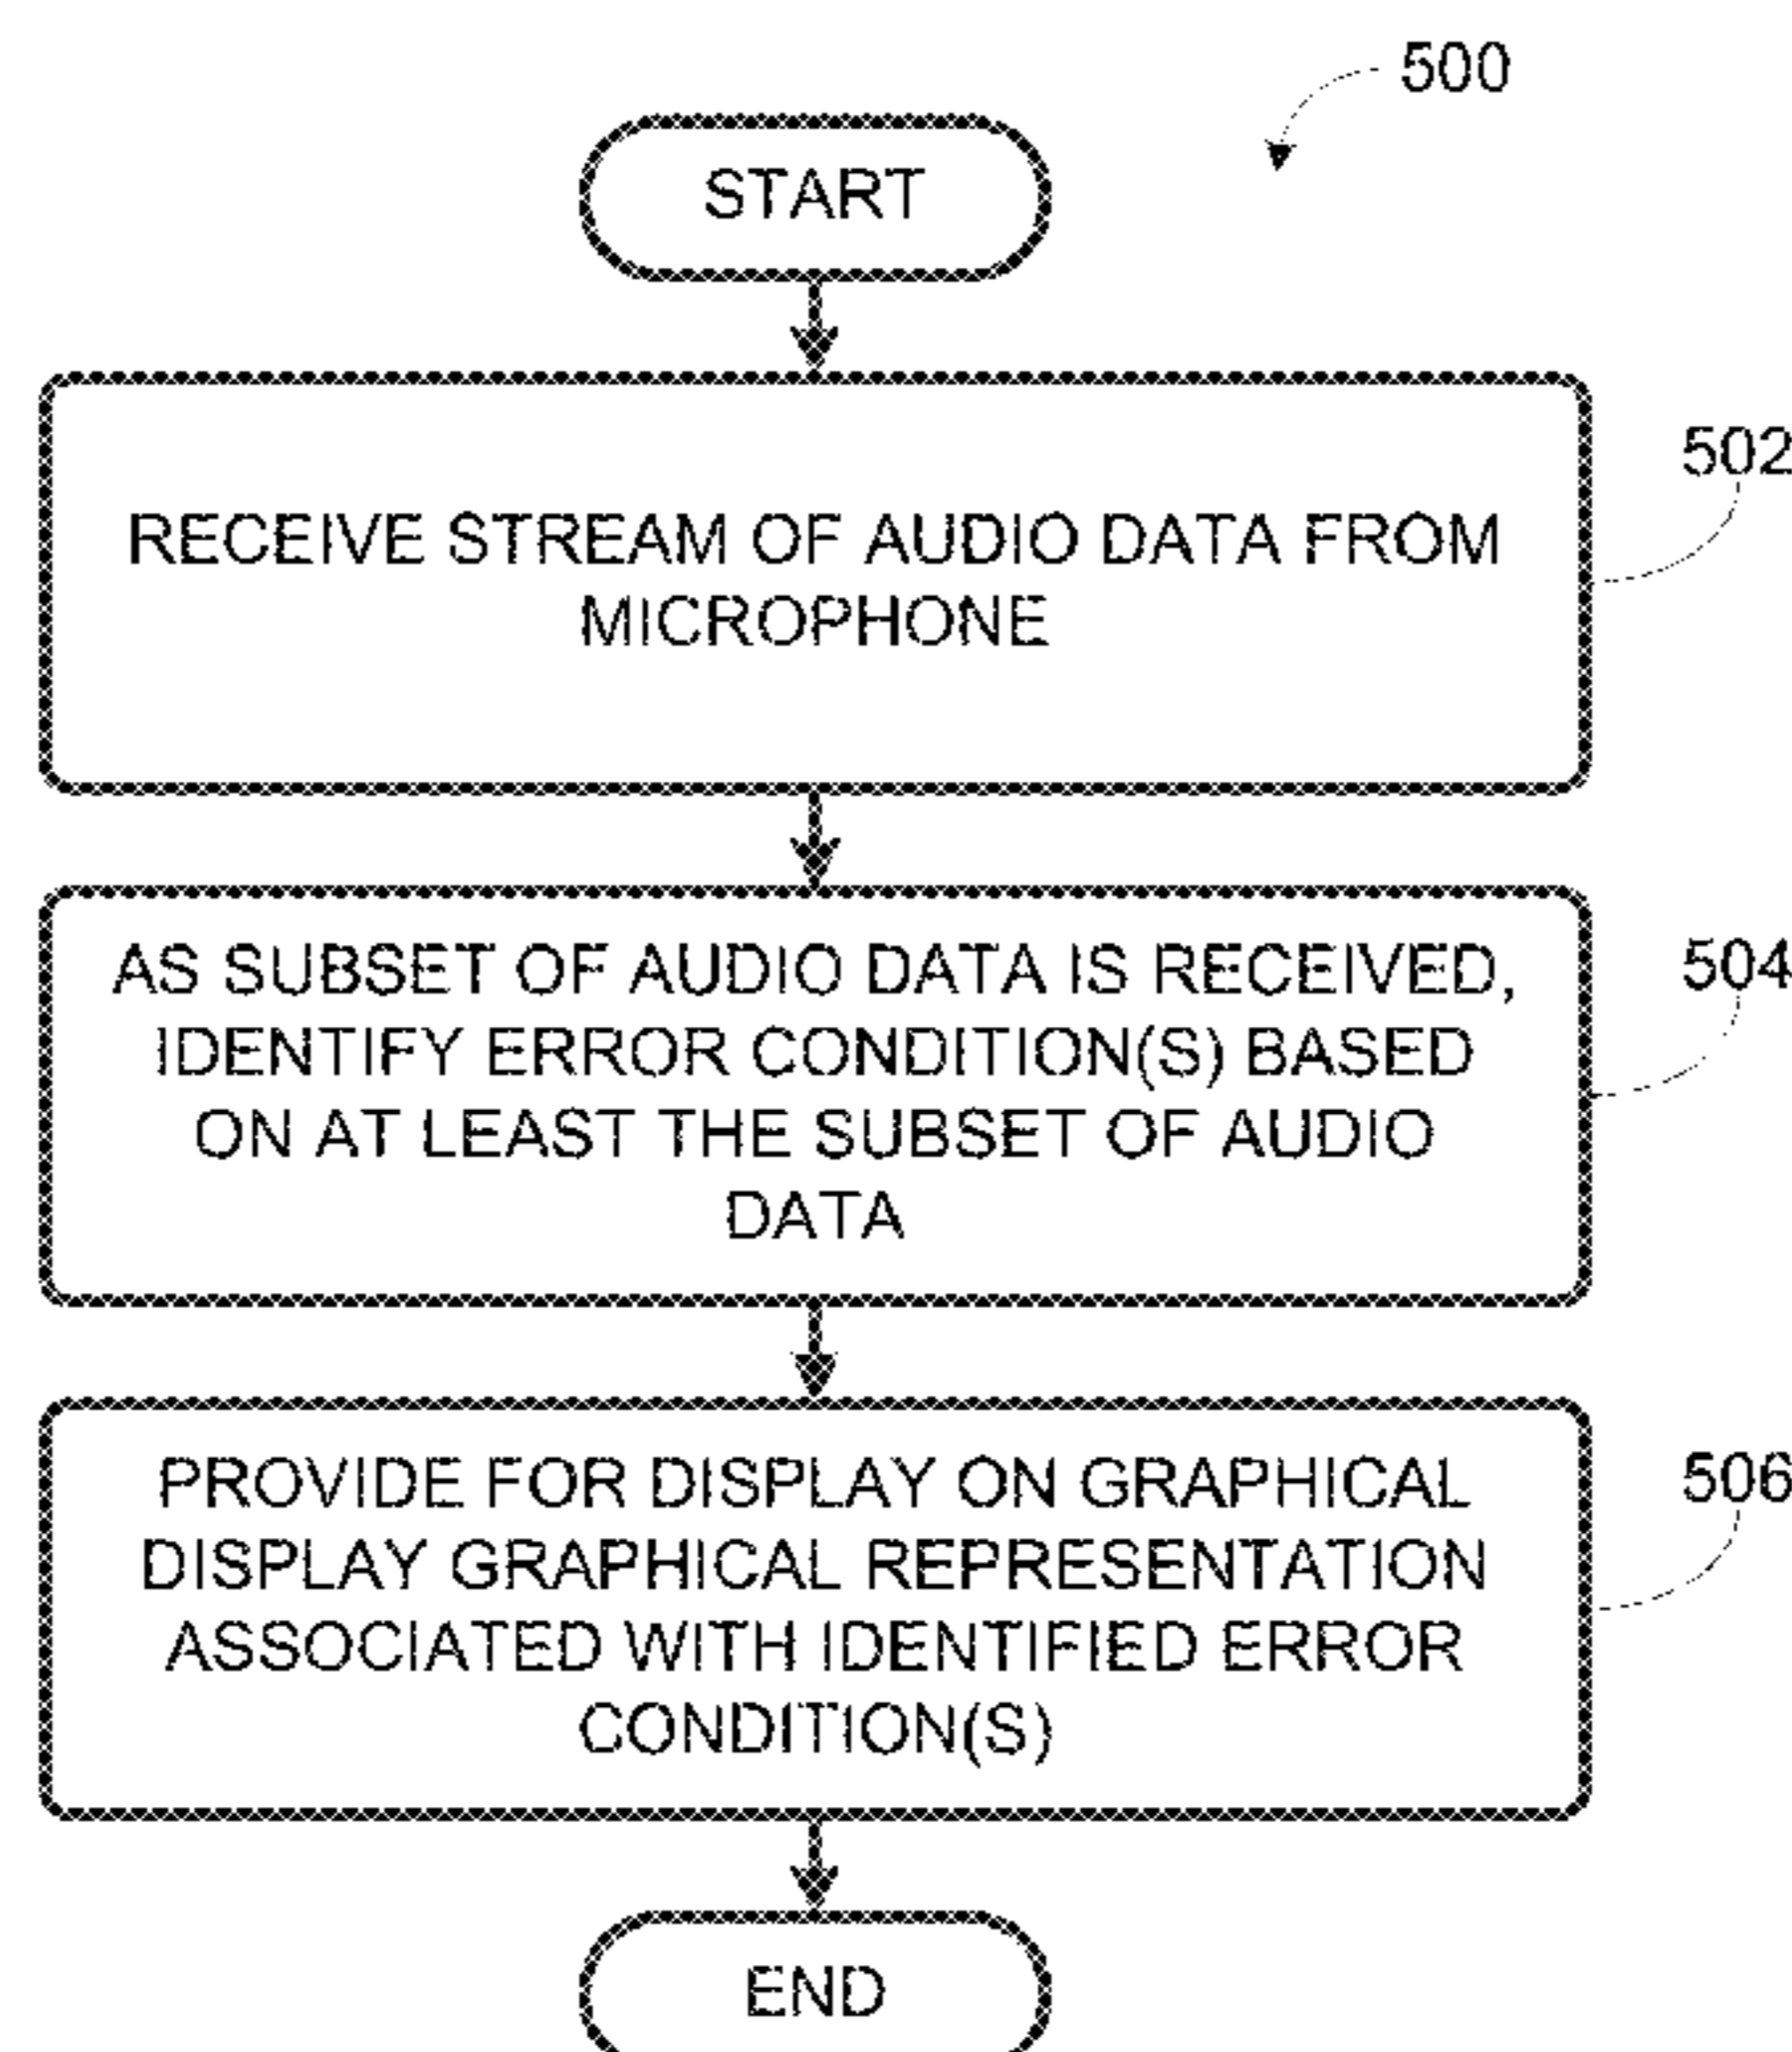 500
START
RECEIVE STREAM OF AUDIO DATA FROM
MICROPHONE
502
AS SUBSET OF AUDIO DATA IS RECEIVED,
IDENTIFY ERROR CONDITION(S) BASED
ON AT LEAST THE SUBSET OF AUDIO
DATA
504
PROVIDE FOR DISPLAY ON GRAPHICAL
DISPLAY GRAPHICAL REPRESENTATION
ASSOCIATED WITH IDENTIFIED ERROR
CONDITION(S)
506
END